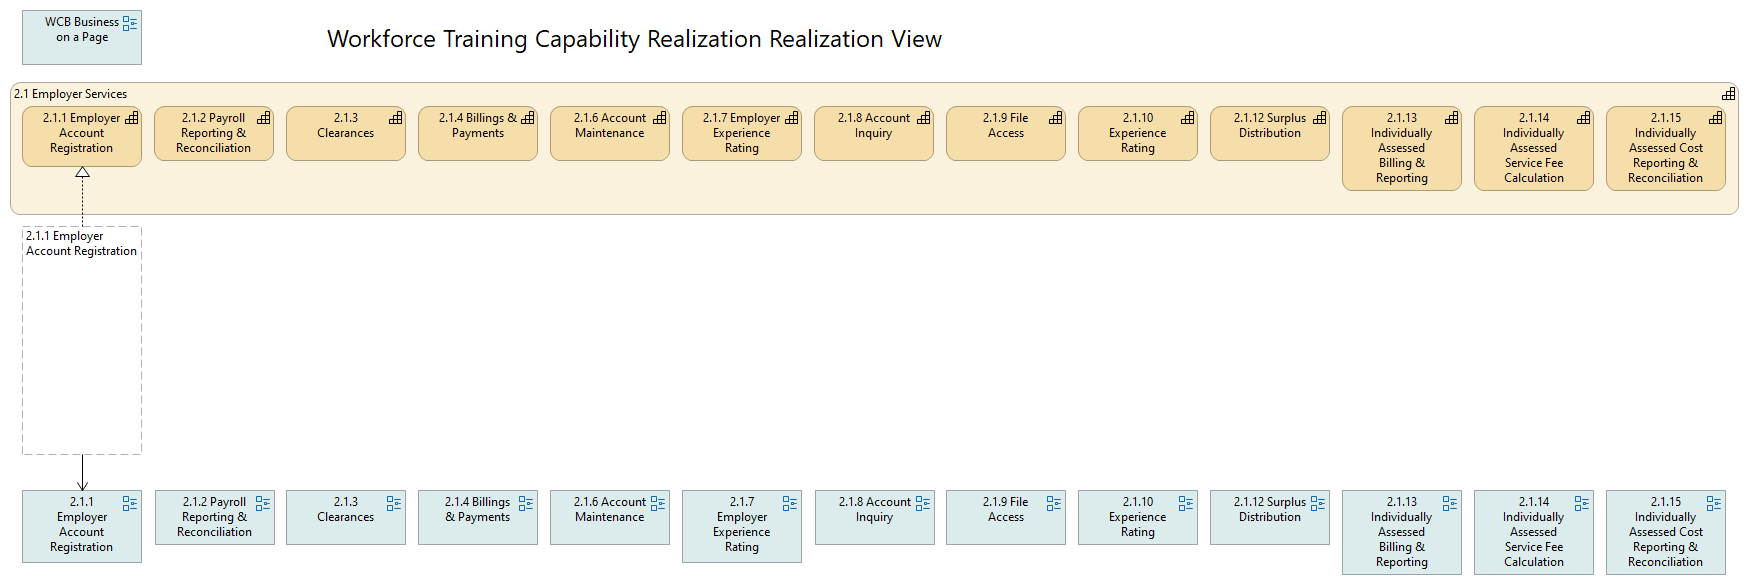 WCB Business
on a Page
Workforce Training Capability Realization Realization View
2.1 Employer Services
2.1.1 Employer
Account
Registration
2.1.2 Payroll
Reporting &
Reconciliation
2.1.3
Clearances
2.1.4 Billings &
Payments
2.1.6 Account
Maintenance
2.1.7 Employer
Experience
Rating
2.1.8 Account
Inquiry
2.1.9 File
Access
2.1.10
Experience
Rating
2.1.12 Surplus
Distribution
2.1.13
Individually
Assessed
Billing &
Reporting
2.1.14
Individually
Assessed
Service Fee
Calculation
2.1.15
Individually
Assessed Cost
Reporting &
Reconciliation
2.1.1 Employer
Account Registration
2.1.1
Employer
Account
Registration
2.1.2 Payroll
Reporting &
Reconciliation
2.1.3
Clearances
2.1.4 Billings
& Payments
2.1.6 Account
Maintenance
2.1.7
Employer
Experience
Rating
2.1.8 Account
Inquiry
2.1.9 File
Access
2.1.10
Experience
Rating
2.1.12 Surplus
Distribution
2.1.13
Individually
Assessed
Billing &
Reporting
2.1.14
Individually
Assessed
Service Fee
Calculation
2.1.15
Individually
Assessed Cost
Reporting &
Reconciliation